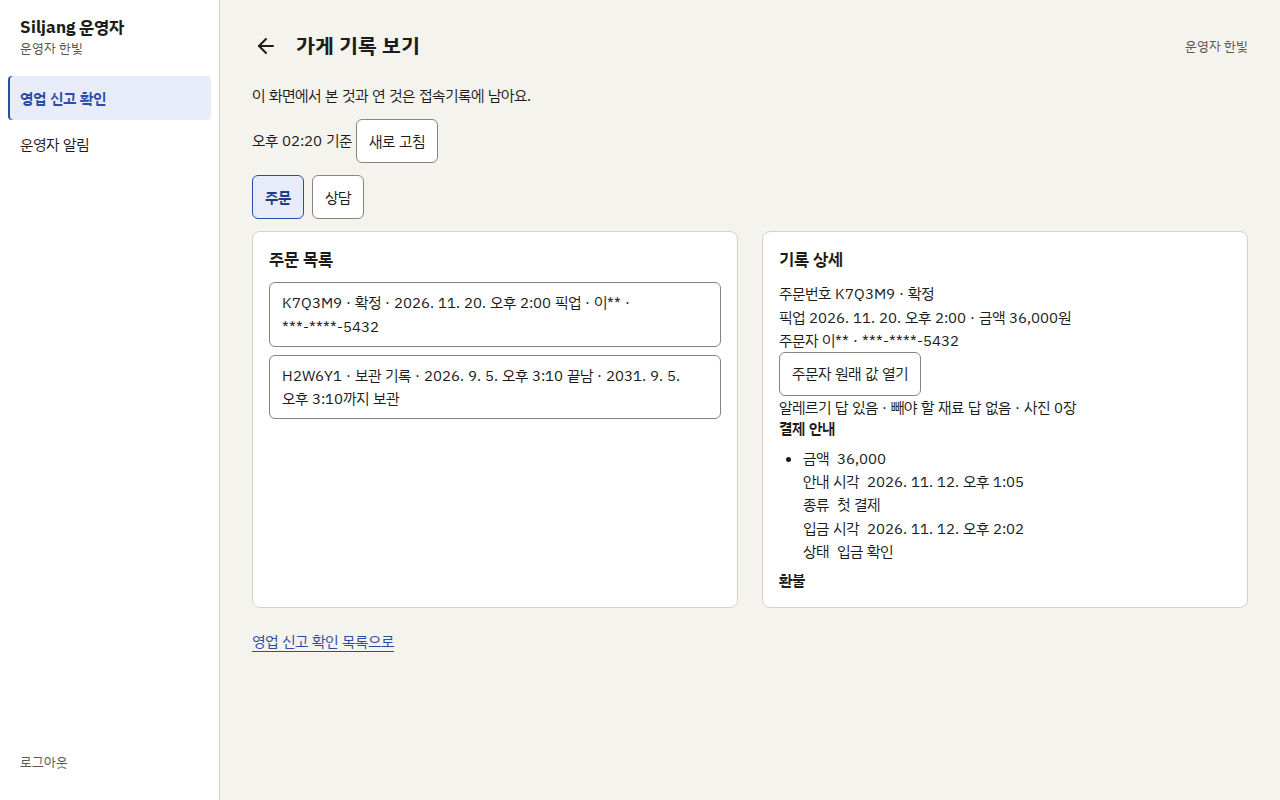 Siljang 운영자
운영자 한빛
영업 신고 확인
운영자 알림
로그아웃
가게 기록 보기
운영자 한빛
이 화면에서 본 것과 연 것은 접속기록에 남아요.
오후 02:20 기준
새로 고침
주문
상담
주문 목록
K7Q3M9 · 확정 · 2026. 11. 20. 오후 2:00 픽업 · 이** ·
***-****-5432
H2W6Y1 · 보관 기록 · 2026. 9. 5. 오후 3:10 끝남 · 2031. 9. 5.
오후 3:10까지 보관
기록 상세
주문번호 K7Q3M9 · 확정
픽업 2026. 11. 20. 오후 2:00 · 금액 36,000원
주문자 이** · ***-****-5432
주문자 원래 값 열기
알레르기 답 있음 · 빼야 할 재료 답 없음 · 사진 0장
결제 안내
• 금액 36,000
안내 시각 2026. 11. 12. 오후 1:05
종류 첫 결제
입금 시각 2026. 11. 12. 오후 2:02
상태 입금 확인
환불
영업 신고 확인 목록으로